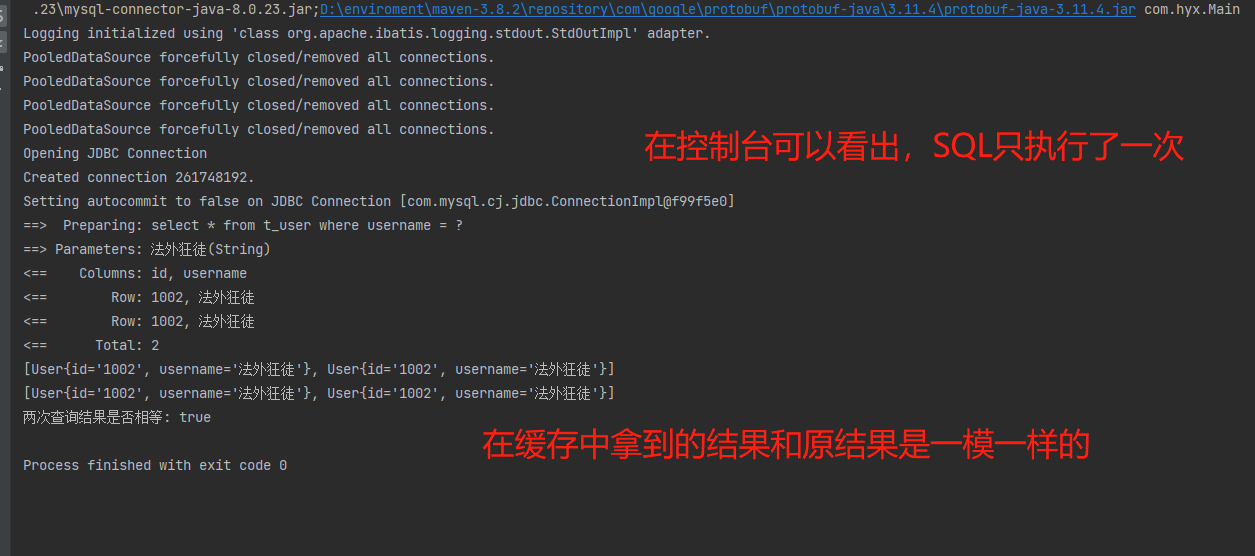 .23\mysql-connector-java-8.0.23.jar;D:\enviroment\maven-3.8.2\repository\com\google\protobuf\protobuf-java\3.11.4\protobuf-java-3.11.4.jar com.hyx.Main
Logging initialized using 'class org.apache.ibatis.logging.stdout.StdOutImpl' adapter.
PooledDataSource forcefully closed/removed all connections.
PooledDataSource forcefully closed/removed all connections.
PooledDataSource forcefully closed/removed all connections.
PooledDataSource forcefully closed/removed all connections.
在控制台可以看出，SQL只执行了一次
Opening JDBC Connection
Created connection 261748192.
Setting autocommit to false on JDBC Connection [com.mysql.cj.jdbc.ConnectionImpl@f99f5e0]
==>  Preparing: select * from t_user where username = ?
==> Parameters: 法外狂徒(String)
<==    Columns: id, username
<==        Row: 1002, 法外狂徒
<==        Row: 1002, 法外狂徒
<==      Total: 2
[User{id='1002', username='法外狂徒'}, User{id='1002', username='法外狂徒'}]
[User{id='1002', username='法外狂徒'}, User{id='1002', username='法外狂徒'}]
两次查询结果是否相等: true
在缓存中拿到的结果和原结果是一模一样的
Process finished with exit code 0